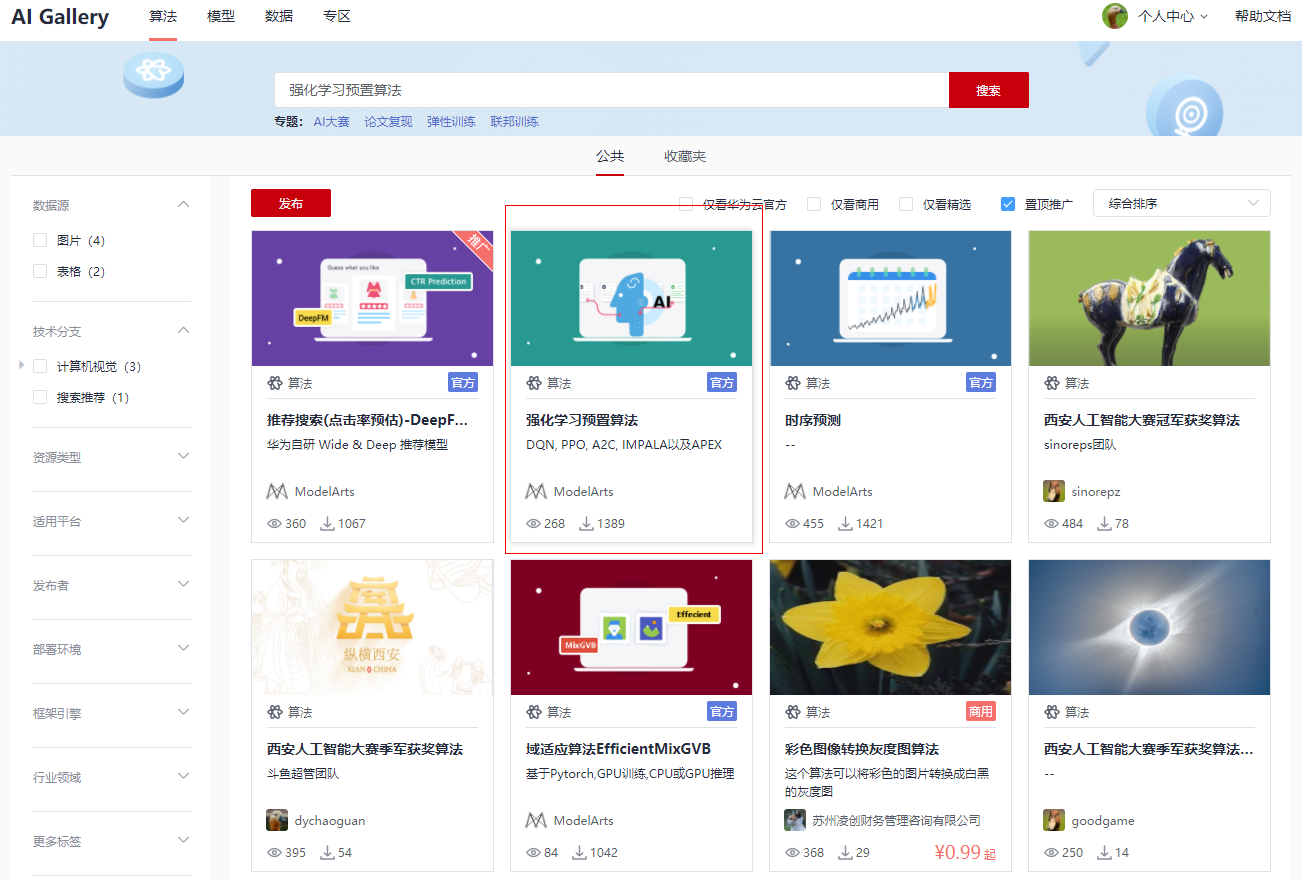 AI Gallery
算法
模型
数据
专区
个人中心
帮助文档
强化学习预置算法
搜索
专题:
AI大赛
论文复现
弹性训练
联邦训练
公共
收藏夹
数据源
图片 (4)
表格 (2)
技术分支
计算机视觉 (3)
搜索推荐 (1)
资源类型
适用平台
发布者
部署环境
框架引擎
行业领域
更多标签
发布
仅看华为云官方
仅看商用
仅看精选
置顶推广
综合排序
推广
Guess what you like
CTR Prediction
DeepFM
算法
官方
推荐搜索(点击率预估)-DeepF...
华为自研 Wide & Deep 推荐模型
ModelArts
360
1067
AI
算法
官方
强化学习预置算法
DQN, PPO, A2C, IMPALA以及APEX
ModelArts
268
1389
算法
官方
时序预测
--
ModelArts
455
1421
算法
西安人工智能大赛冠军获奖算法
sinoreps团队
sinorepz
484
78
纵横西安
XIAN CHINA
算法
西安人工智能大赛季军获奖算法
斗鱼超管团队
dychaoguan
395
54
Effecient
MixGVB
算法
官方
域适应算法EfficientMixGVB
基于Pytorch,GPU训练,CPU或GPU推理
ModelArts
84
1042
算法
商用
彩色图像转换灰度图算法
这个算法可以将彩色的图片转换成白黑
的灰度图
苏州凌创财务管理咨询有限公司
368
29
¥0.99 起
算法
西安人工智能大赛季军获奖算法...
--
goodgame
250
14